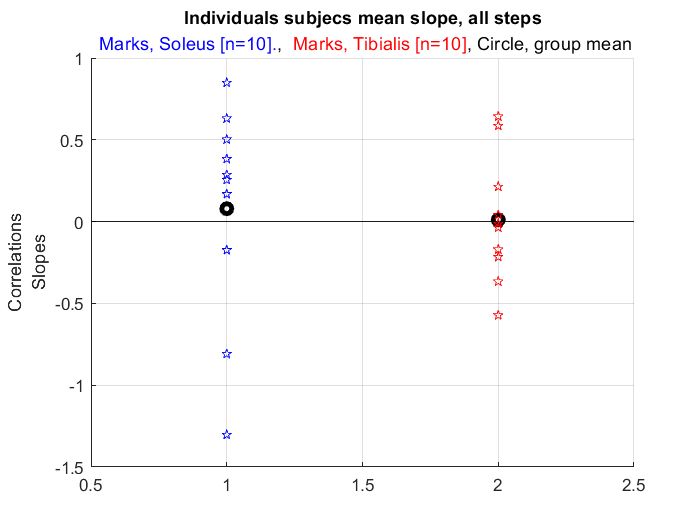 Individuals subjecs mean slope, all steps
Marks, Soleus [n=10]., Marks, Tibialis [n=10], Circle, group mean
1
0.5
0
-0.5
-1
-1.5
Correlations
Slopes
0.5 1 1.5 2 2.5